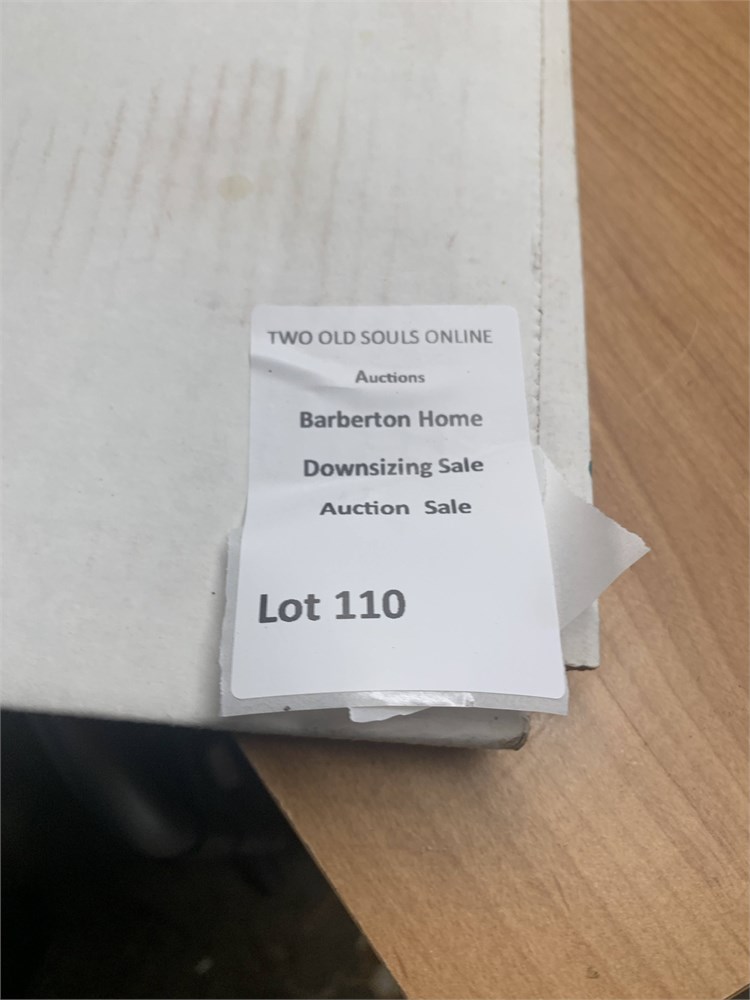 TWO OLD SOULS ONLINE
Auctions
Barberton Home
Downsizing Sale
Auction Sale
Lot 110